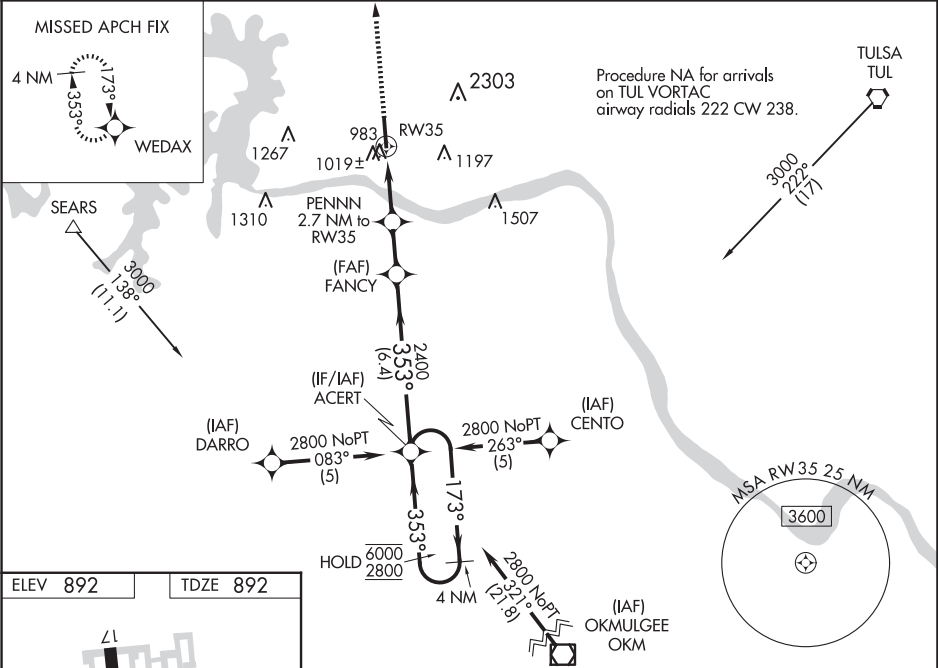 MISSED APCH FIX
4 NM
353°
173°
WEDAX
2303
Procedure NA for arrivals
on TUL VORTAC
airway radials 222 CW 238.
TULSA
TUL
3000
222°
(17)
983
RW35
1267
1019±
1197
1310
PENNN
2.7 NM to
RW35
1507
SEARS
3000
138°
(11.1)
(FAF)
FANCY
2400
353°
(6.4)
(IF/IAF)
ACERT
(IAF)
DARRO
2800 NoPT
083°
(5)
2800 NoPT
263°
(5)
(IAF)
CENTO
353°
173°
HOLD
6000
2800
4 NM
2800 NoPT
321°
(21.8)
(IAF)
OKMULGEE
OKM
MSA RW35 25 NM
3600
ELEV 892
TDZE 892
17